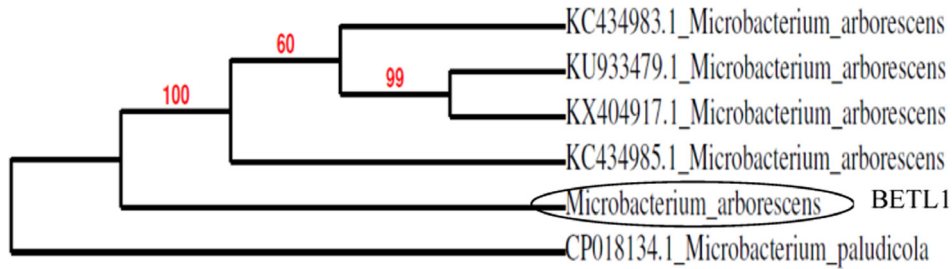 KC434983.1_Microbacterium_arborescens
60
KU933479.1_Microbacterium_arborescens
99
100
KX404917.1_Microbacterium_arborescens
KC434985.1_Microbacterium_arborescens
Microbacterium_arborescens BETL1
CP018134.1_Microbacterium_paludicola